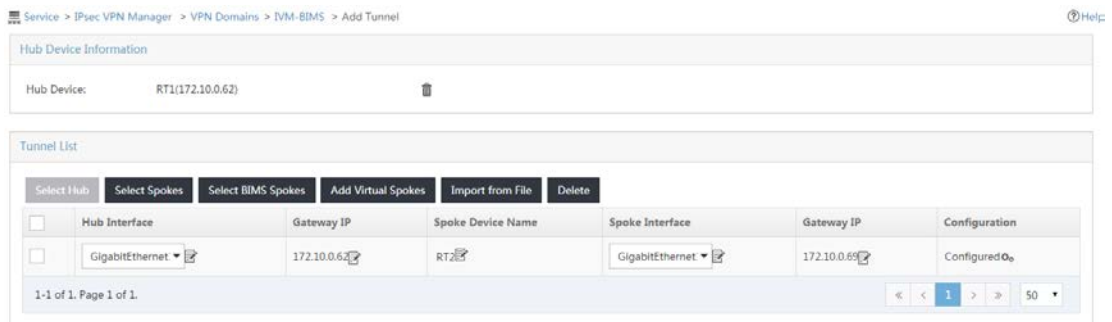 Service > IPsec VPN Manager > VPN Domains > IVM-BIMS > Add Tunnel
Help
Hub Device Information
Hub Device: RT1(172.10.0.62)
Tunnel List
Select Hub Select Spokes Select BIMS Spokes Add Virtual Spokes Import from File Delete
Hub Interface Gateway IP Spoke Device Name Spoke Interface Gateway IP Configuration
GigabitEthernet 172.10.0.62 RT2 GigabitEthernet 172.10.0.69 Configured
1-1 of 1. Page 1 of 1. « < 1 > » 50